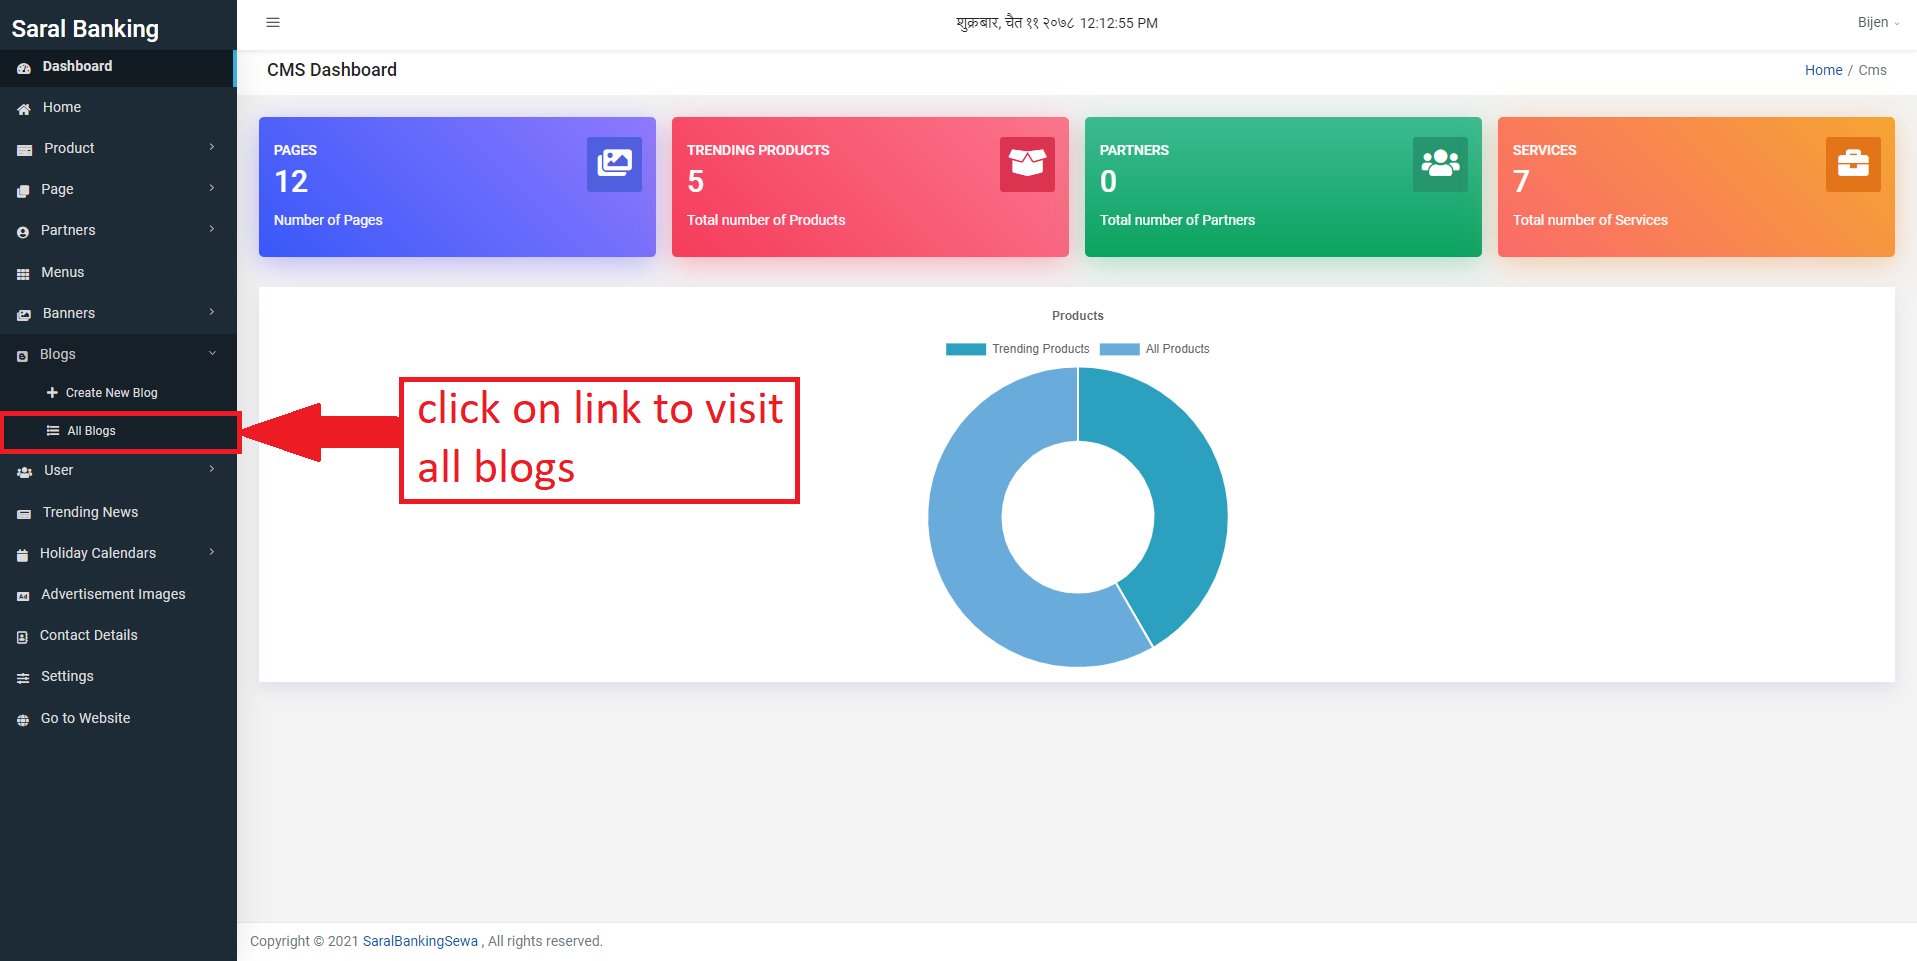 Saral Banking
शुक्रबार, चैत ११ २०७८ 12:12:55 PM
Bijen
Dashboard
Home
Product
Page
Partners
Menus
Banners
Blogs
Create New Blog
All Blogs
User
Trending News
Holiday Calendars
Ad
Advertisement Images
Contact Details
Settings
Go to Website
CMS Dashboard
Home / Cms
PAGES
12
Number of Pages
TRENDING PRODUCTS
5
Total number of Products
PARTNERS
0
Total number of Partners
SERVICES
7
Total number of Services
Products
Trending Products All Products
click on link to visit
all blogs
Copyright © 2021 SaralBankingSewa , All rights reserved.